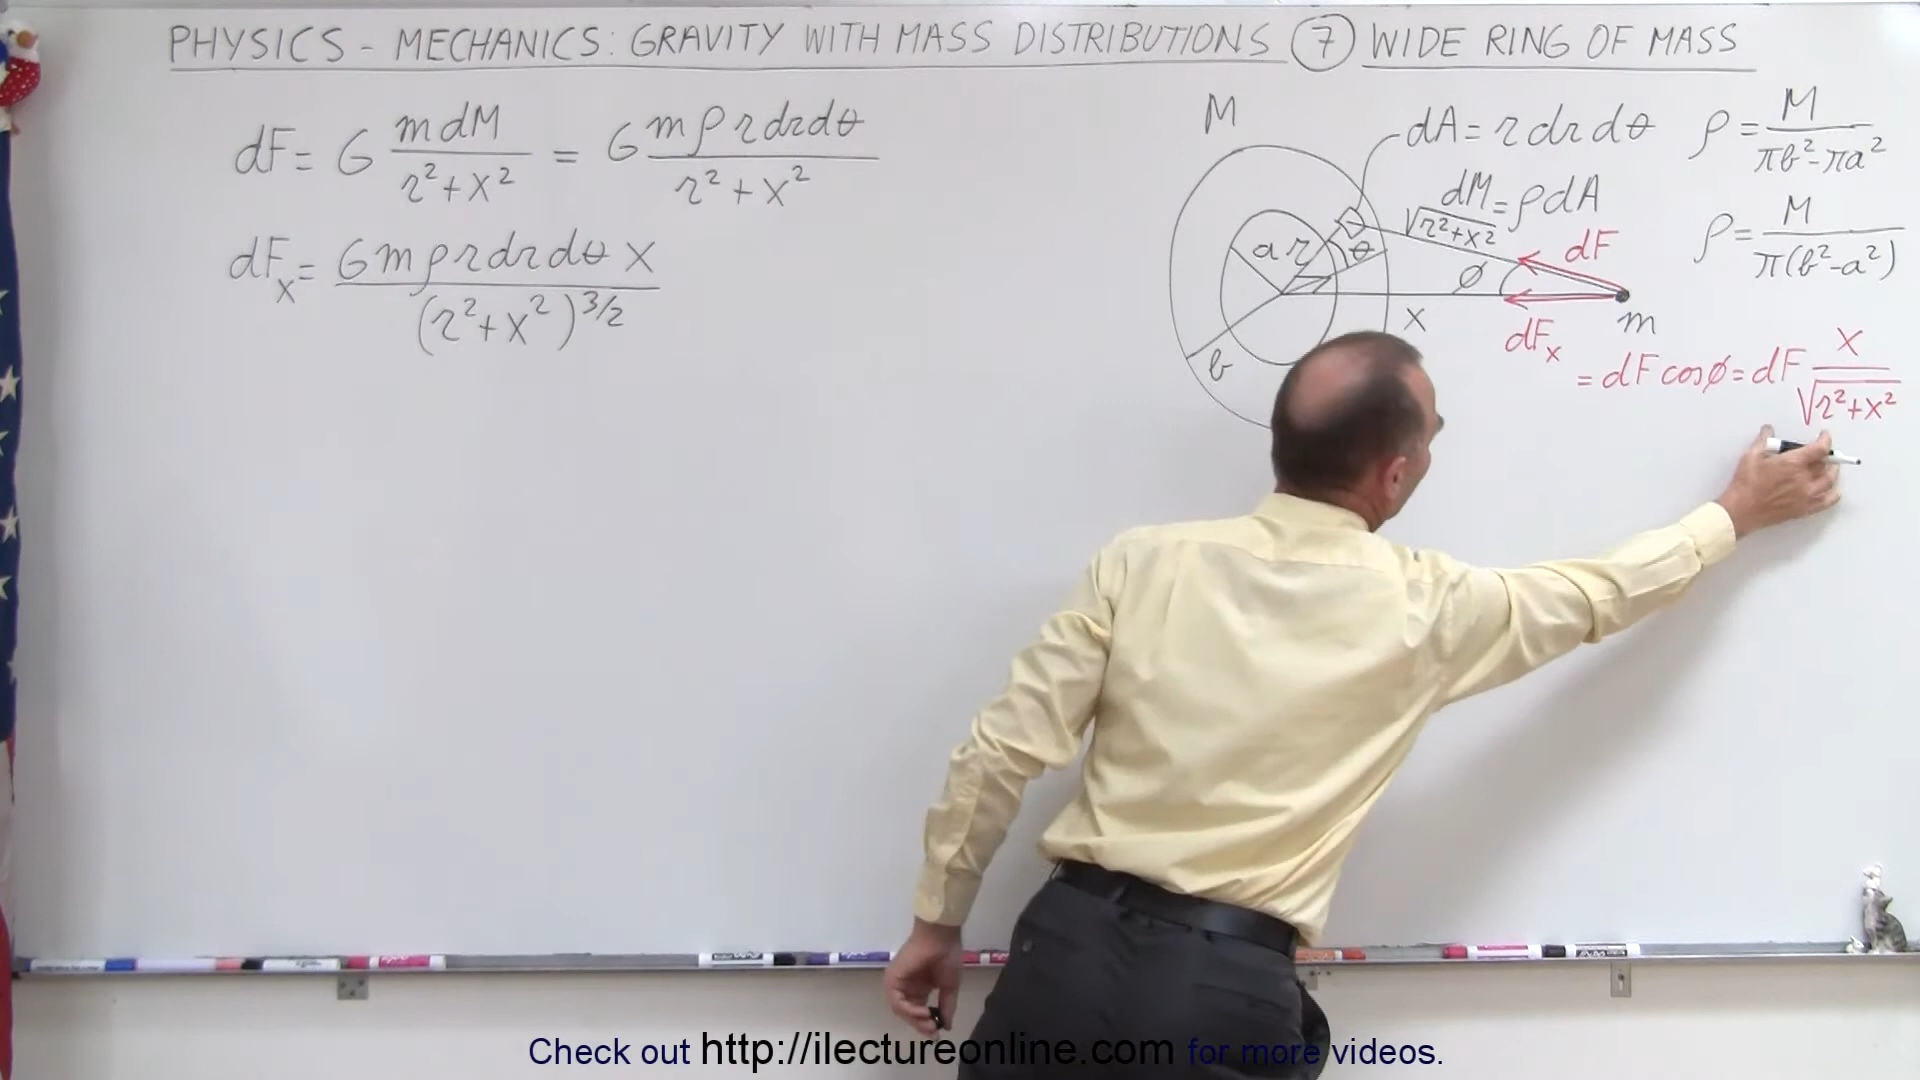 PHYSICS - MECHANICS: GRAVITY WITH MASS DISTRIBUTIONS ⑦ WIDE RING OF MASS
dF = G mdM / r²+x² = G mρrdrdθ / r²+x²
dFx = Gmρrdrdθ x / (r²+x²)^3/2
M
dA = rdrdθ
dM = ρdA
√r²+x²
a
r
θ
b
φ
x
m
dF
dFx
= dF cosφ = dF x / √r²+x²
ρ = M / πb²-πa²
ρ = M / π(b²-a²)
Check out http://ilectureonline.com for more videos.